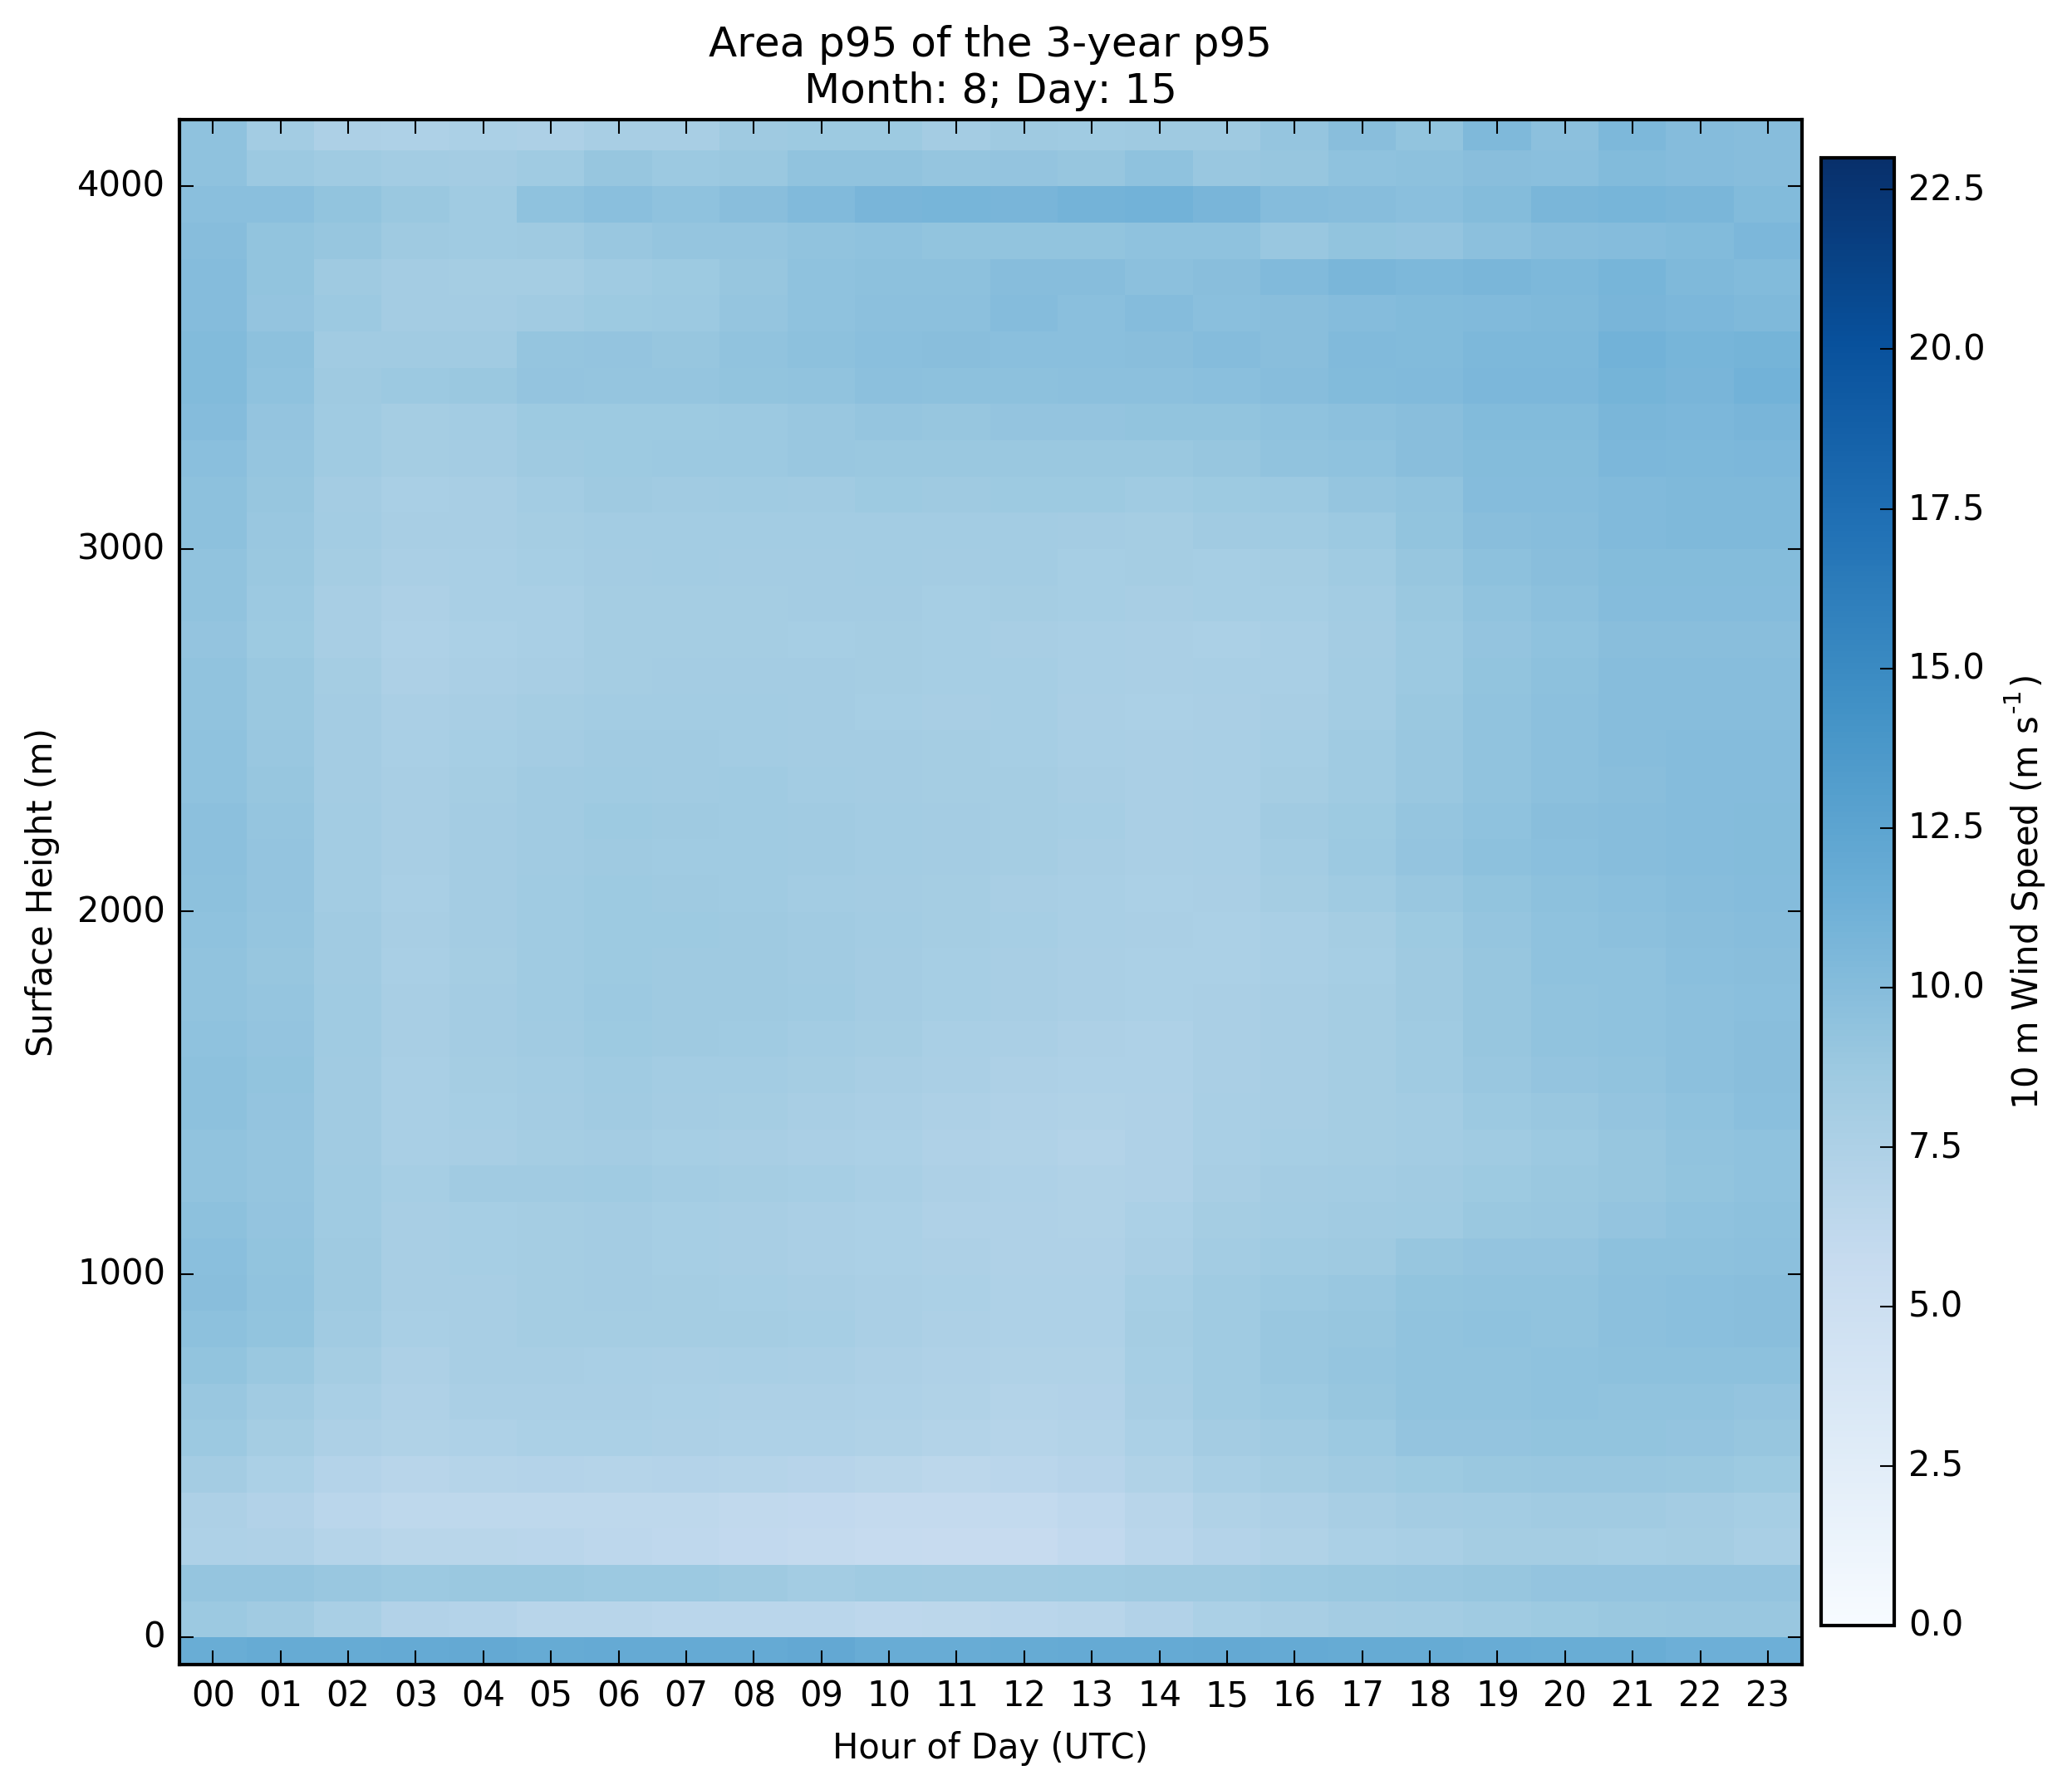 Area p95 of the 3-year p95
Month: 8; Day: 15
4000
3000
2000
1000
0
Surface Height (m)
00 01 02 03 04 05 06 07 08 09 10 11 12 13 14 15 16 17 18 19 20 21 22 23
Hour of Day (UTC)
22.5
20.0
17.5
15.0
12.5
10.0
7.5
5.0
2.5
0.0
10 m Wind Speed (m s⁻¹)